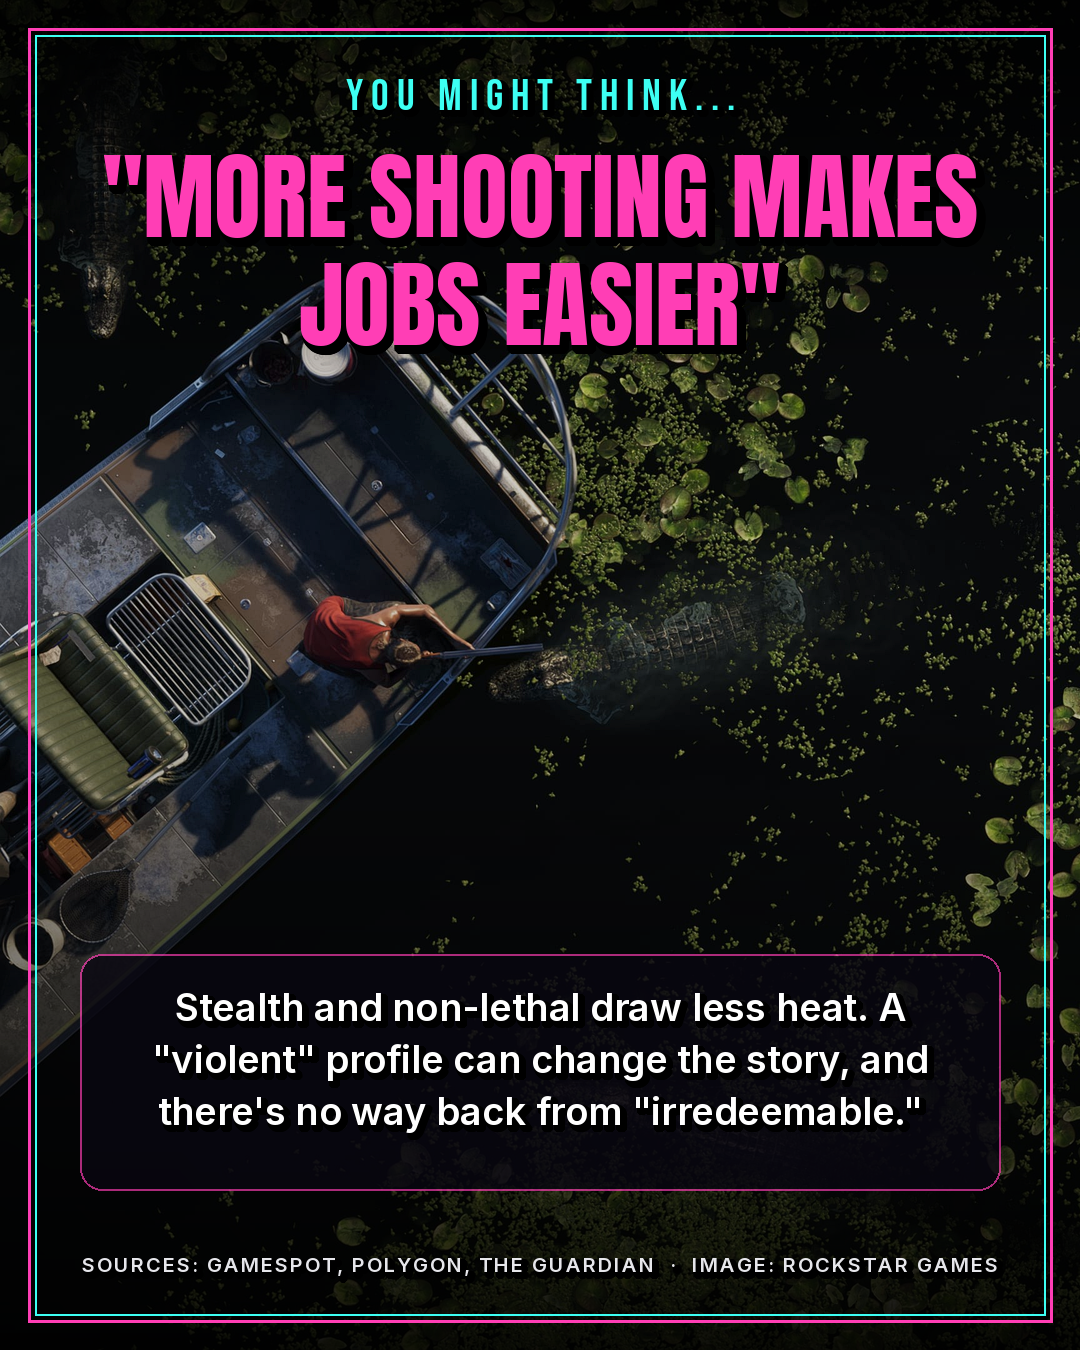 YOU MIGHT THINK...
"MORE SHOOTING MAKES
JOBS EASIER"
Stealth and non-lethal draw less heat. A
"violent" profile can change the story, and
there's no way back from "irredeemable."
SOURCES: GAMESPOT, POLYGON, THE GUARDIAN · IMAGE: ROCKSTAR GAMES